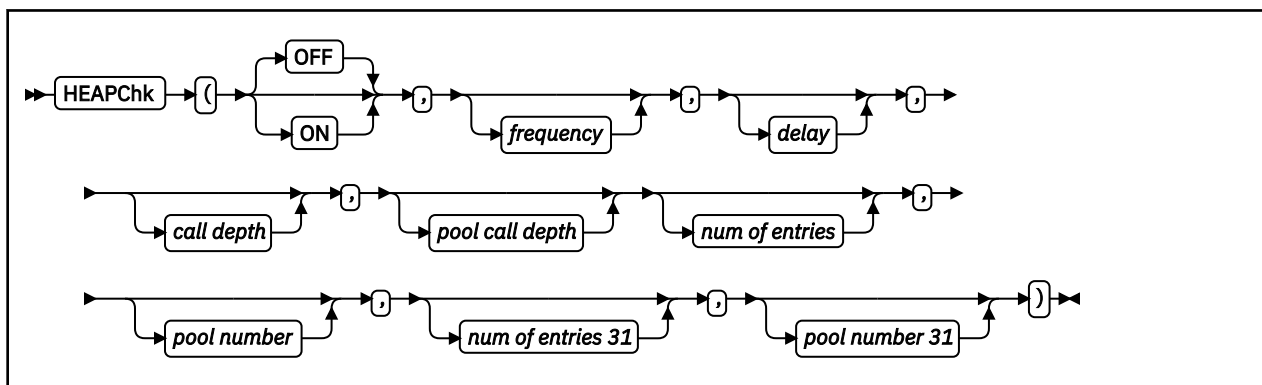 OFF
HEAPChk ( , frequency , delay ,
ON
call depth , pool call depth num of entries ,
pool number , num of entries 31 , pool number 31 )